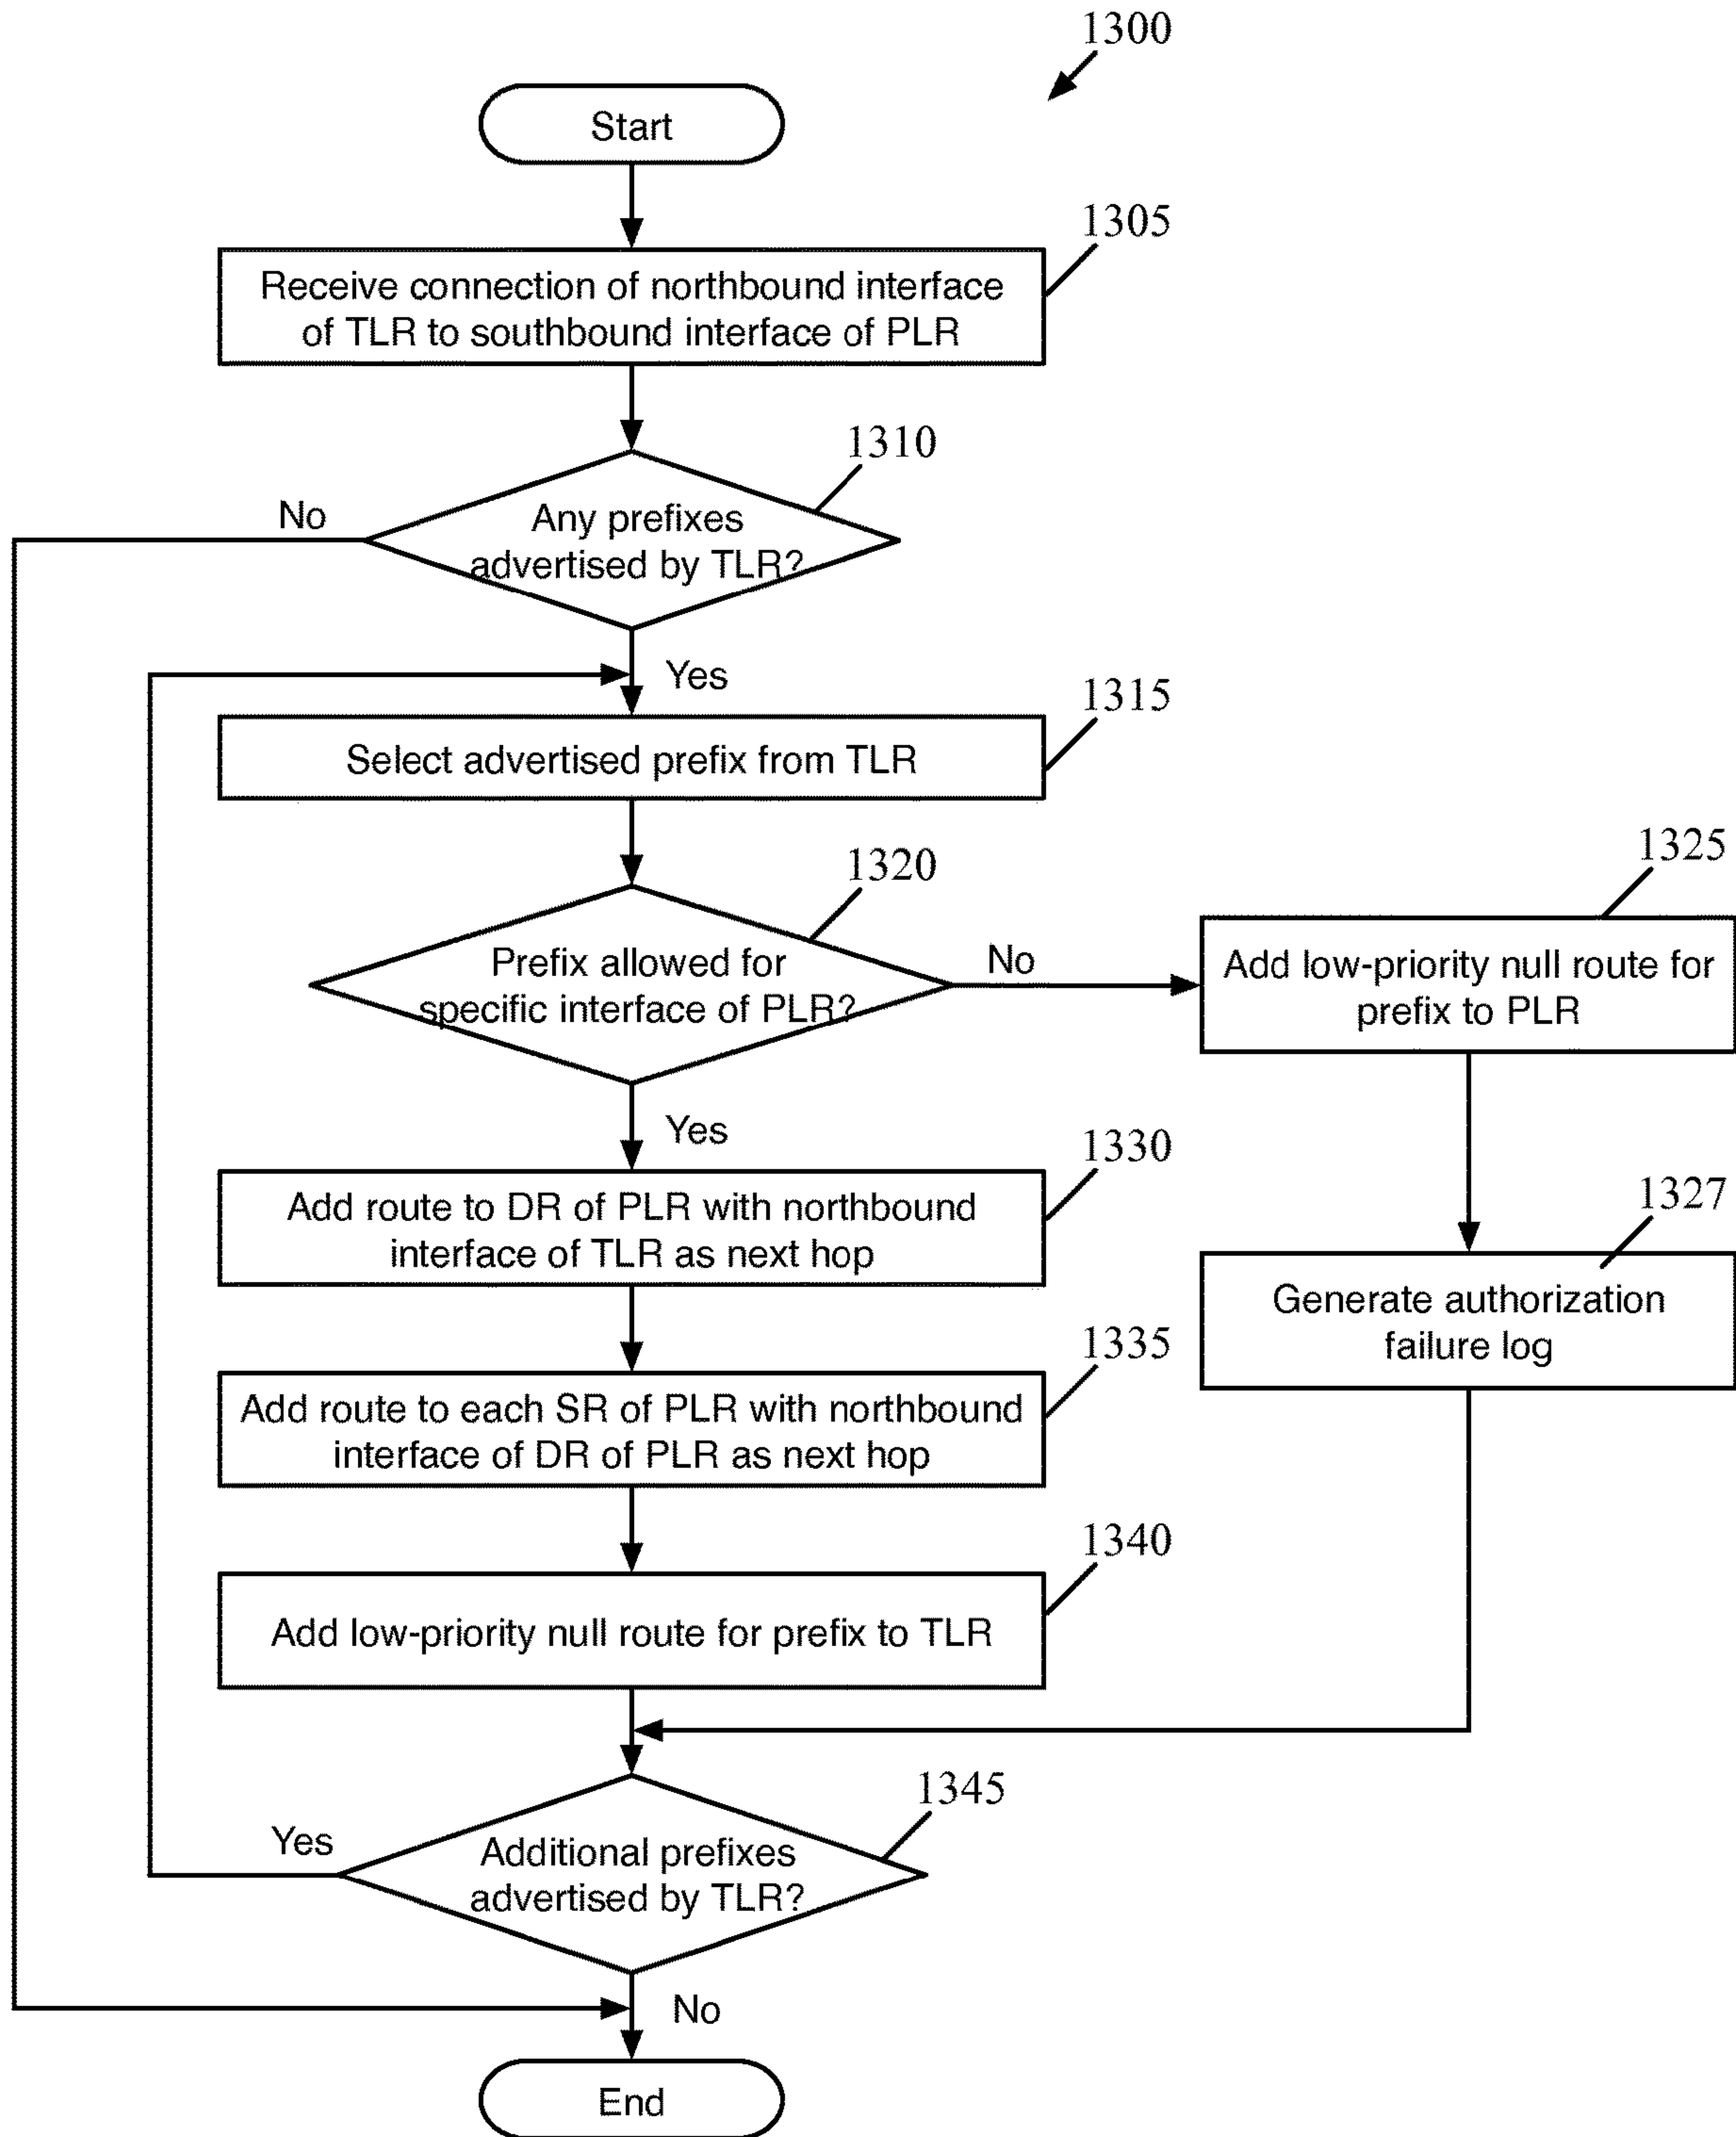 1300
Start
1305
Receive connection of northbound interface
of TLR to southbound interface of PLR
1310
No
Any prefixes
advertised by TLR?
Yes
1315
Select advertised prefix from TLR
1320
1325
Prefix allowed for
specific interface of PLR?
No
Add low-priority null route for
prefix to PLR
Yes
1330
Add route to DR of PLR with northbound
interface of TLR as next hop
1327
Generate authorization
failure log
1335
Add route to each SR of PLR with northbound
interface of DR of PLR as next hop
1340
Add low-priority null route for prefix to TLR
1345
Yes
Additional prefixes
advertised by TLR?
No
End